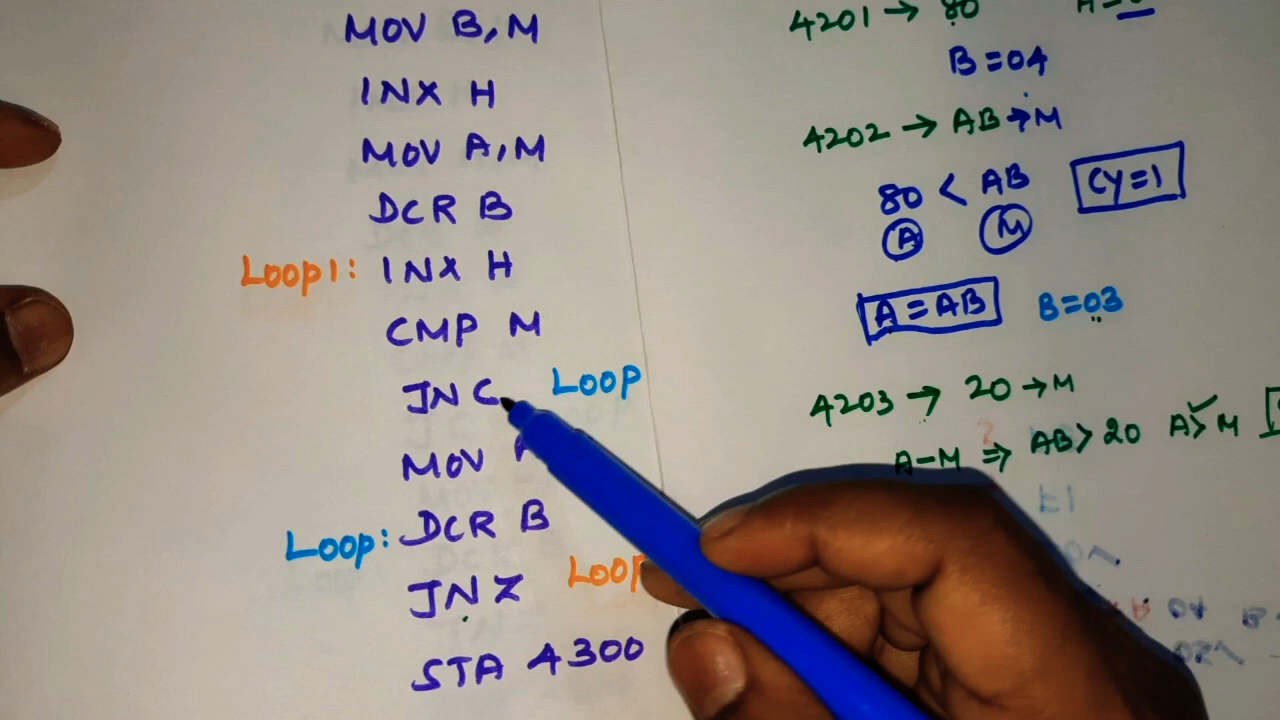 MOV B, M
INX H
MOV A, M
DCR B
Loop1: INX H
CMP M
JNC LOOP
MOV
Loop: DCR B
JNZ
STA 4300
4201 → 80
B = 04
4202 → AB → M
80 < AB CY=1
A M
A = AB B=03
4203 → 20 → M
A-M ⇒ AB > 20 A > M